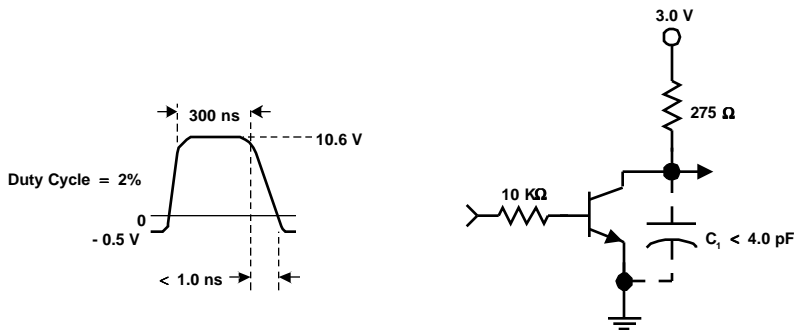 300 ns
10.6 V
Duty Cycle = 2%
0
- 0.5 V
< 1.0 ns
3.0 V
275 Ω
10 KΩ
C₁ < 4.0 pF